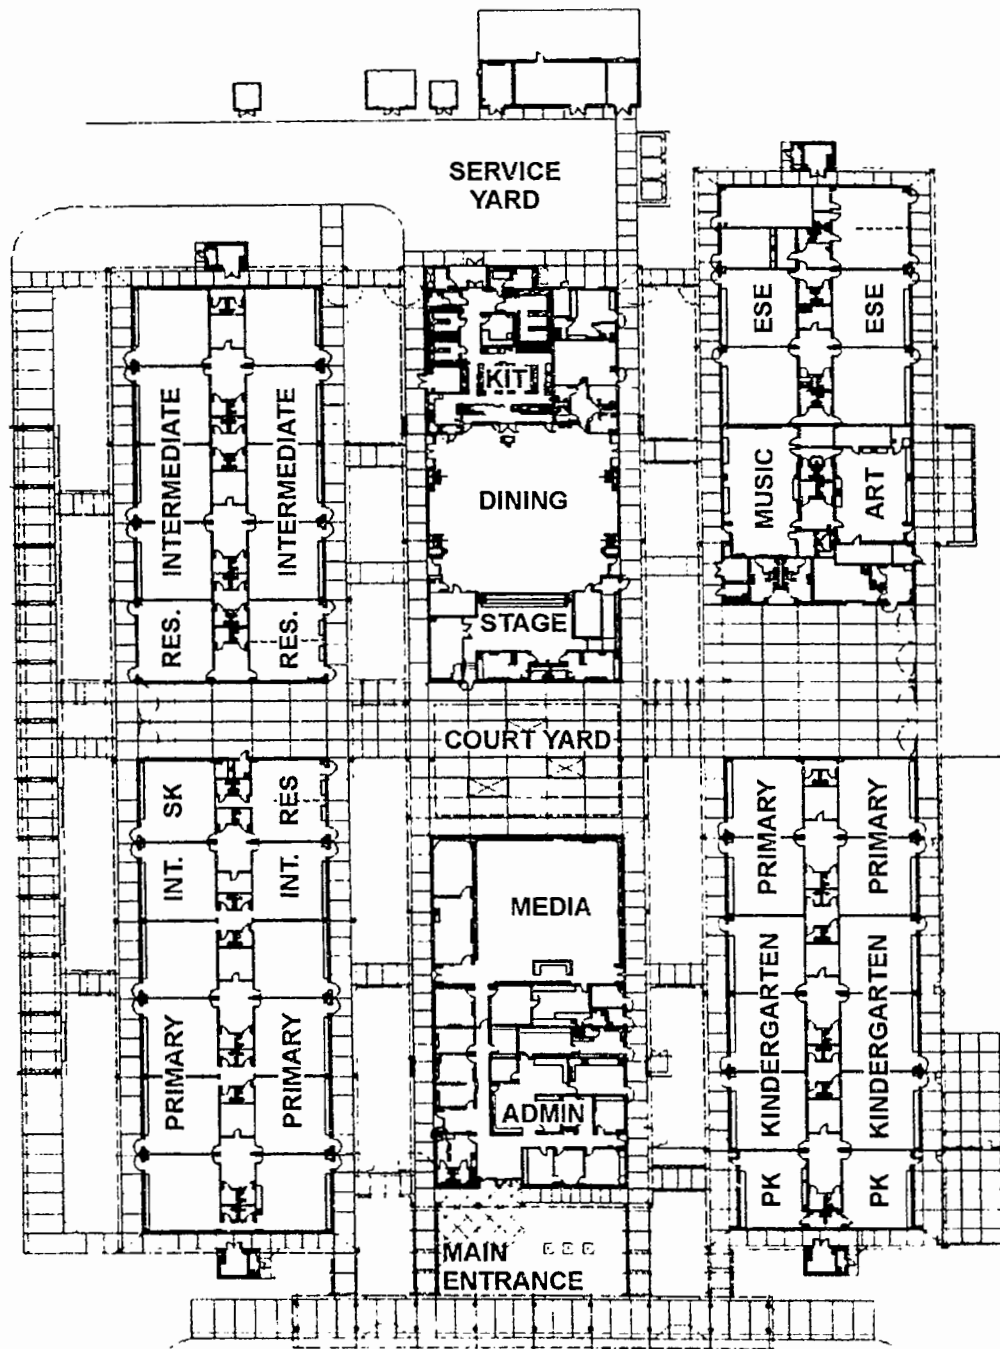 SERVICE
YARD
ESE
ESE
KIT
INTERMEDIATE
INTERMEDIATE
DINING
MUSIC
ART
RES.
RES.
STAGE
COURT YARD
SK
RES
PRIMARY
PRIMARY
INT.
INT.
MEDIA
KINDERGARTEN
KINDERGARTEN
PRIMARY
PRIMARY
ADMIN
PK
PK
MAIN
ENTRANCE